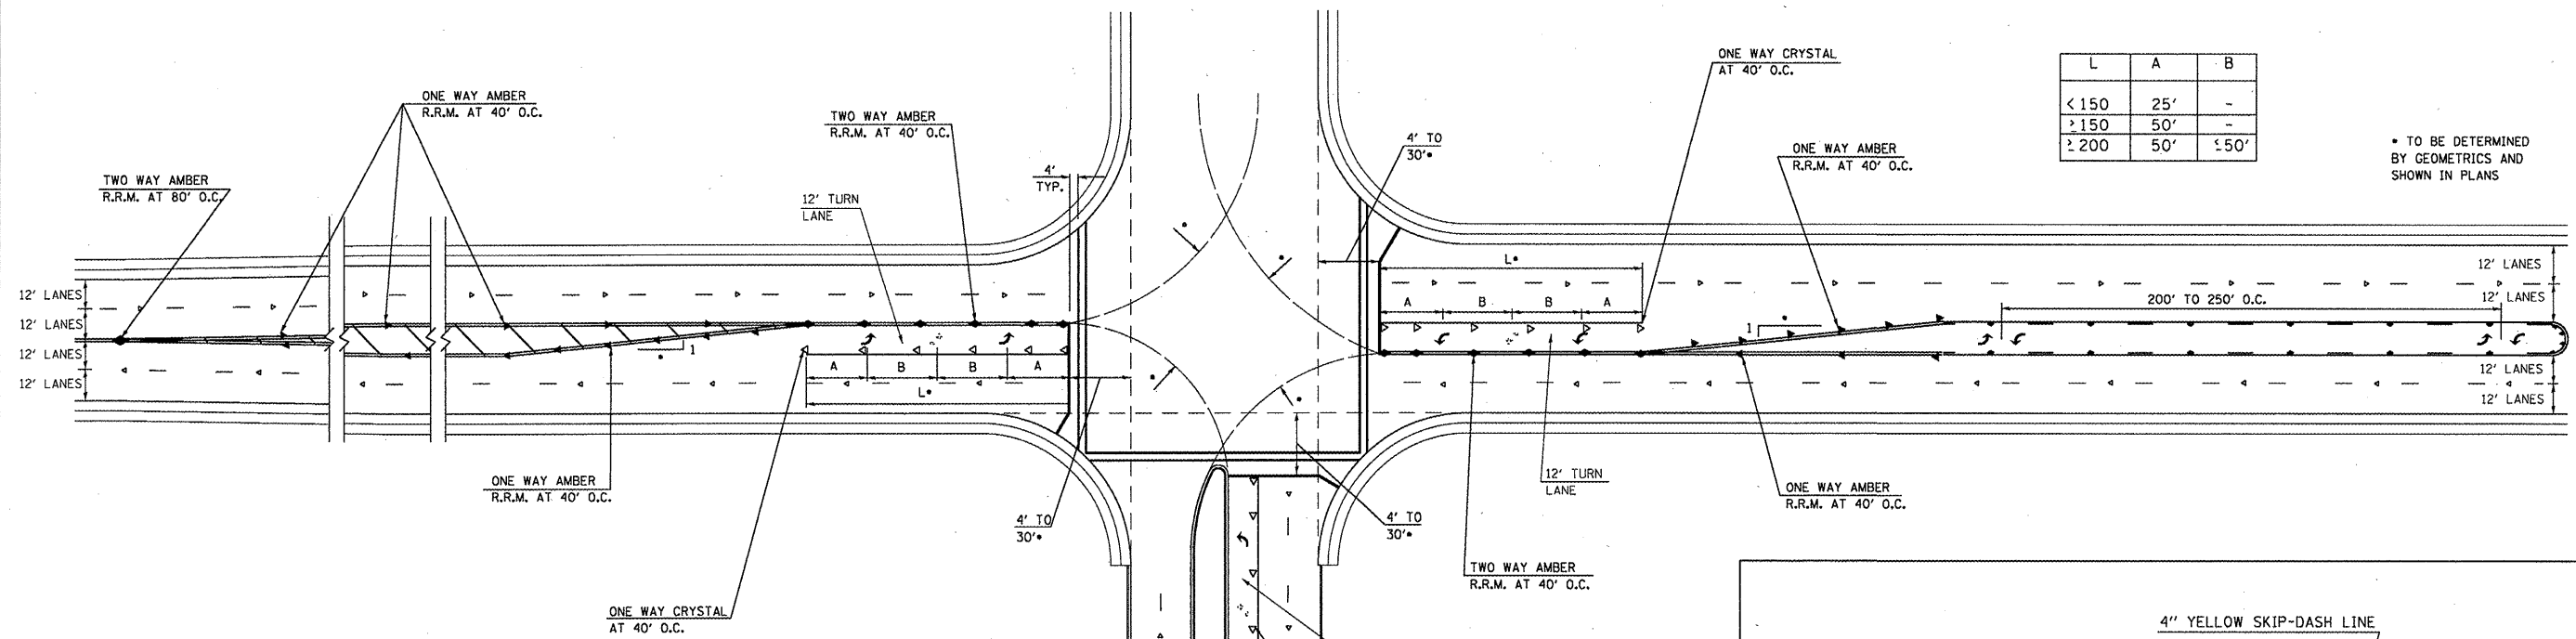 ONE WAY CRYSTAL
AT 40' O.C.
L A B
<150 25' -
≥150 50' -
≥200 50' ≤50'
ONE WAY AMBER
R.R.M. AT 40' O.C.
TWO WAY AMBER
R.R.M. AT 40' O.C.
4' TO
30'*
ONE WAY AMBER
R.R.M. AT 40' O.C.
* TO BE DETERMINED
BY GEOMETRICS AND
SHOWN IN PLANS
TWO WAY AMBER
R.R.M. AT 80' O.C.
4'
TYP.
12' TURN
LANE
L*
12' LANES
12' LANES
12' LANES
12' LANES
A B B A
200' TO 250' O.C.
12' LANES
12' LANES
12' LANES
12' LANES
* 1
* 1
A B B A
L*
ONE WAY AMBER
R.R.M. AT 40' O.C.
12' TURN
LANE
ONE WAY AMBER
R.R.M. AT 40' O.C.
4' TO
30'*
4' TO
30'*
TWO WAY AMBER
R.R.M. AT 40' O.C.
ONE WAY CRYSTAL
AT 40' O.C.
4" YELLOW SKIP-DASH LINE